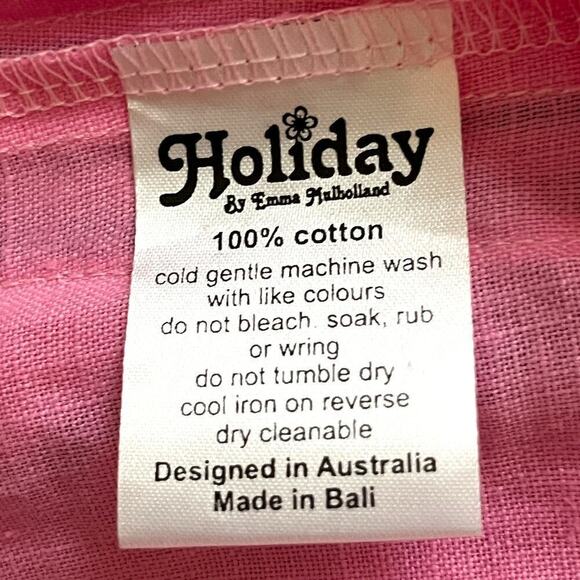 Holiday
By Emma Mulholland
100% cotton
cold gentle machine wash
with like colours
do not bleach. soak, rub
or wring
do not tumble dry
cool iron on reverse
dry cleanable
Designed in Australia
Made in Bali